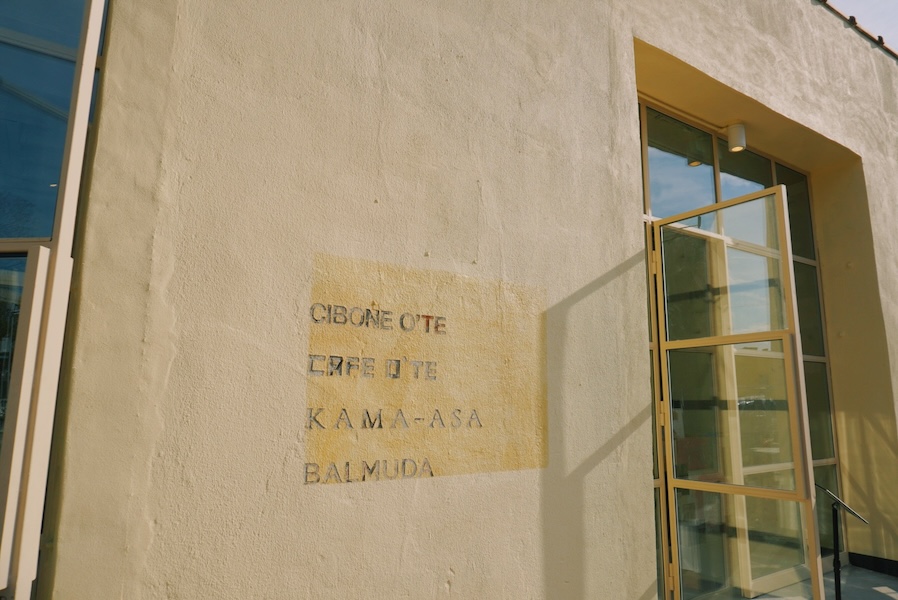 CIBONE O'TE
CAFE O'TE
KAMA-ASA
BALMUDA